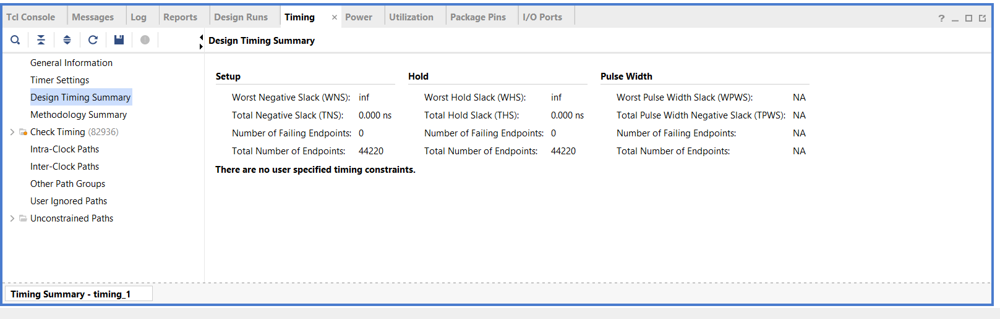 Tcl Console Messages Log Reports Design Runs Timing × Power Utilization Package Pins I/O Ports ?
Design Timing Summary
General Information
Timer Settings
Design Timing Summary
Methodology Summary
Check Timing (82936)
Intra-Clock Paths
Inter-Clock Paths
Other Path Groups
User Ignored Paths
Unconstrained Paths
Setup
Worst Negative Slack (WNS): inf
Total Negative Slack (TNS): 0.000 ns
Number of Failing Endpoints: 0
Total Number of Endpoints: 44220
Hold
Worst Hold Slack (WHS): inf
Total Hold Slack (THS): 0.000 ns
Number of Failing Endpoints: 0
Total Number of Endpoints: 44220
Pulse Width
Worst Pulse Width Slack (WPWS): NA
Total Pulse Width Negative Slack (TPWS): NA
Number of Failing Endpoints: NA
Total Number of Endpoints: NA
There are no user specified timing constraints.
Timing Summary - timing_1